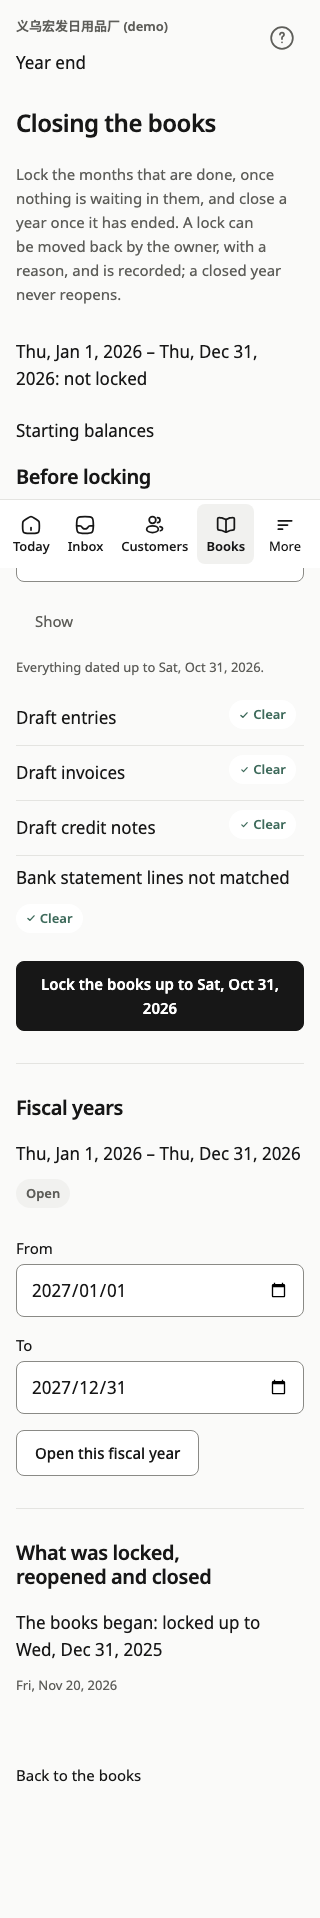 义乌宏发日用品厂 (demo)
Year end
Closing the books
Lock the months that are done, once
nothing is waiting in them, and close a
year once it has ended. A lock can
be moved back by the owner, with a
reason, and is recorded; a closed year
never reopens.
Thu, Jan 1, 2026 – Thu, Dec 31,
2026: not locked
Starting balances
Before locking
Today Inbox Customers Books More
Show
Everything dated up to Sat, Oct 31, 2026.
Draft entries Clear
Draft invoices Clear
Draft credit notes Clear
Bank statement lines not matched
Clear
Lock the books up to Sat, Oct 31,
2026
Fiscal years
Thu, Jan 1, 2026 – Thu, Dec 31, 2026
Open
From
2027/01/01
To
2027/12/31
Open this fiscal year
What was locked,
reopened and closed
The books began: locked up to
Wed, Dec 31, 2025
Fri, Nov 20, 2026
Back to the books